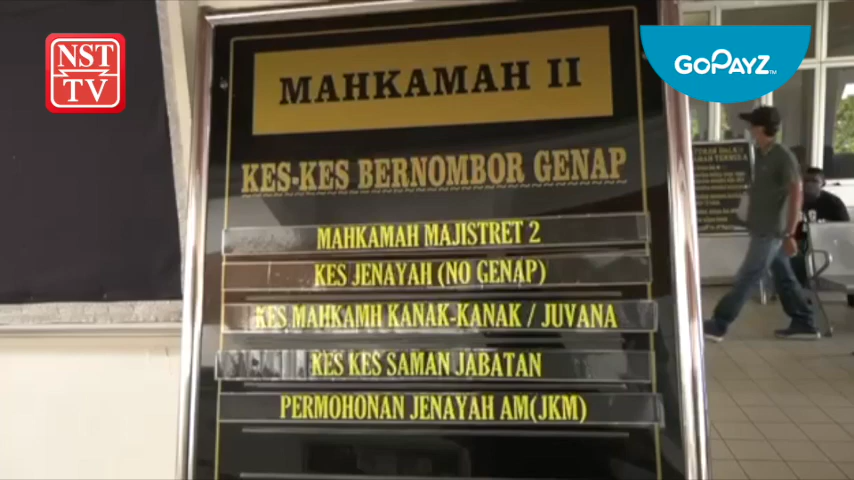 NST
TV
GOPAYZ™
MAHKAMAH II
KES-KES BERNOMBOR GENAP
MAHKAMAH MAJISTRET 2
KES JENAYAH (NO GENAP)
KES MAHKAMH KANAK-KANAK / JUVANA
KES KES SAMAN JABATAN
PERMOHONAN JENAYAH AM(JKM)